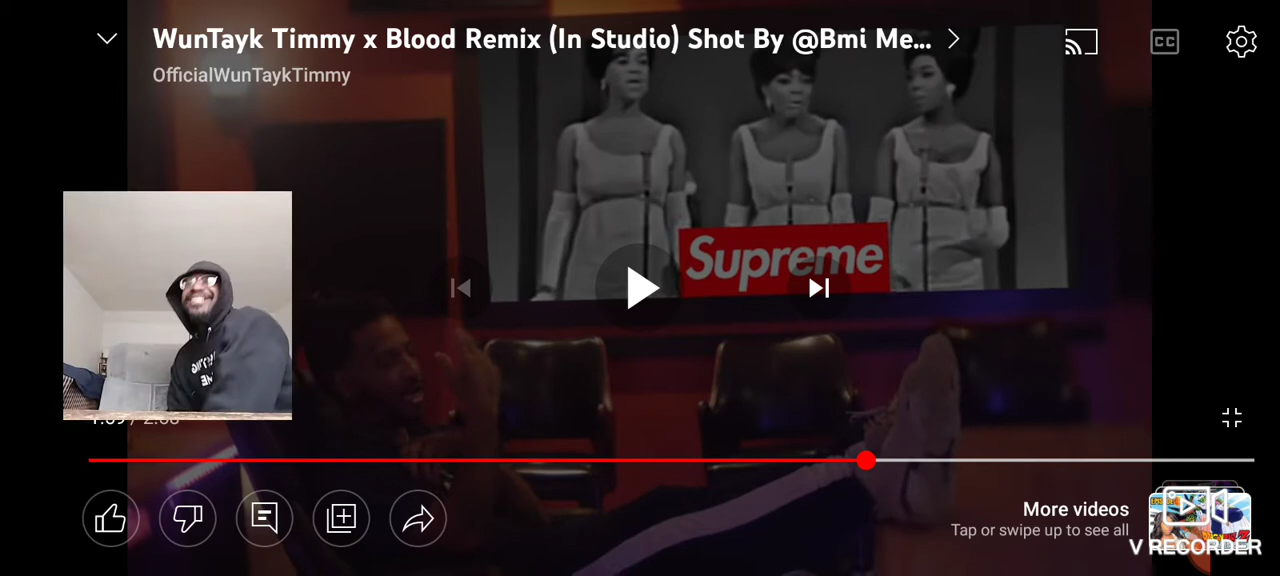 WunTayk Timmy x Blood Remix (In Studio) Shot By @Bmi Me...
OfficialWunTaykTimmy
CC
Supreme
More videos
Tap or swipe up to see all
V RECORDER